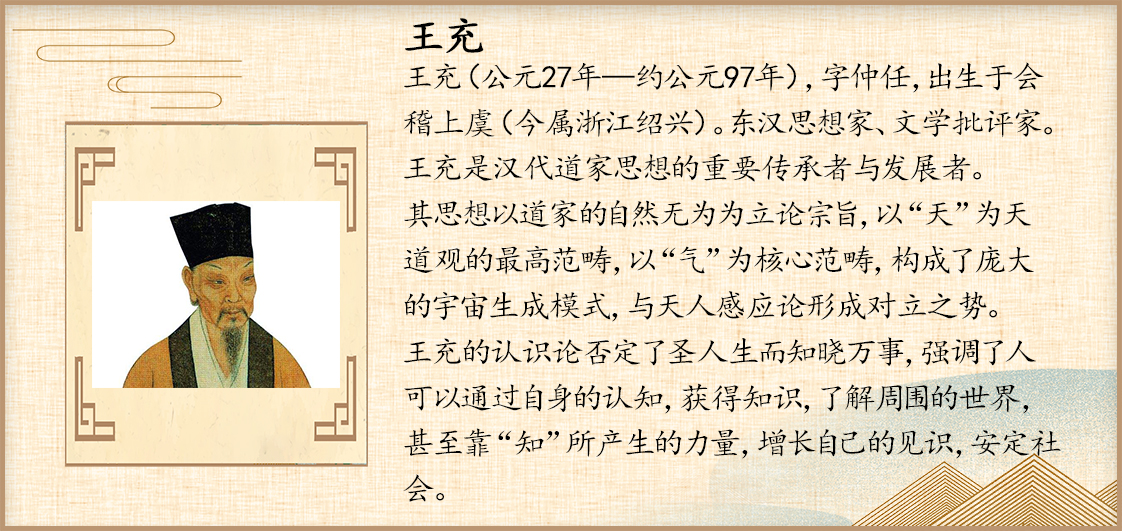 王充
王充（公元27年—约公元97年），字仲任，出生于会
稽上虞（今属浙江绍兴）。东汉思想家、文学批评家。
王充是汉代道家思想的重要传承者与发展者。
其思想以道家的自然无为为立论宗旨，以“天”为天
道观的最高范畴，以“气”为核心范畴，构成了庞大
的宇宙生成模式，与天人感应论形成对立之势。
王充的认识论否定了圣人生而知晓万事，强调了人
可以通过自身的认知，获得知识，了解周围的世界，
甚至靠“知”所产生的力量，增长自己的见识，安定社
会。